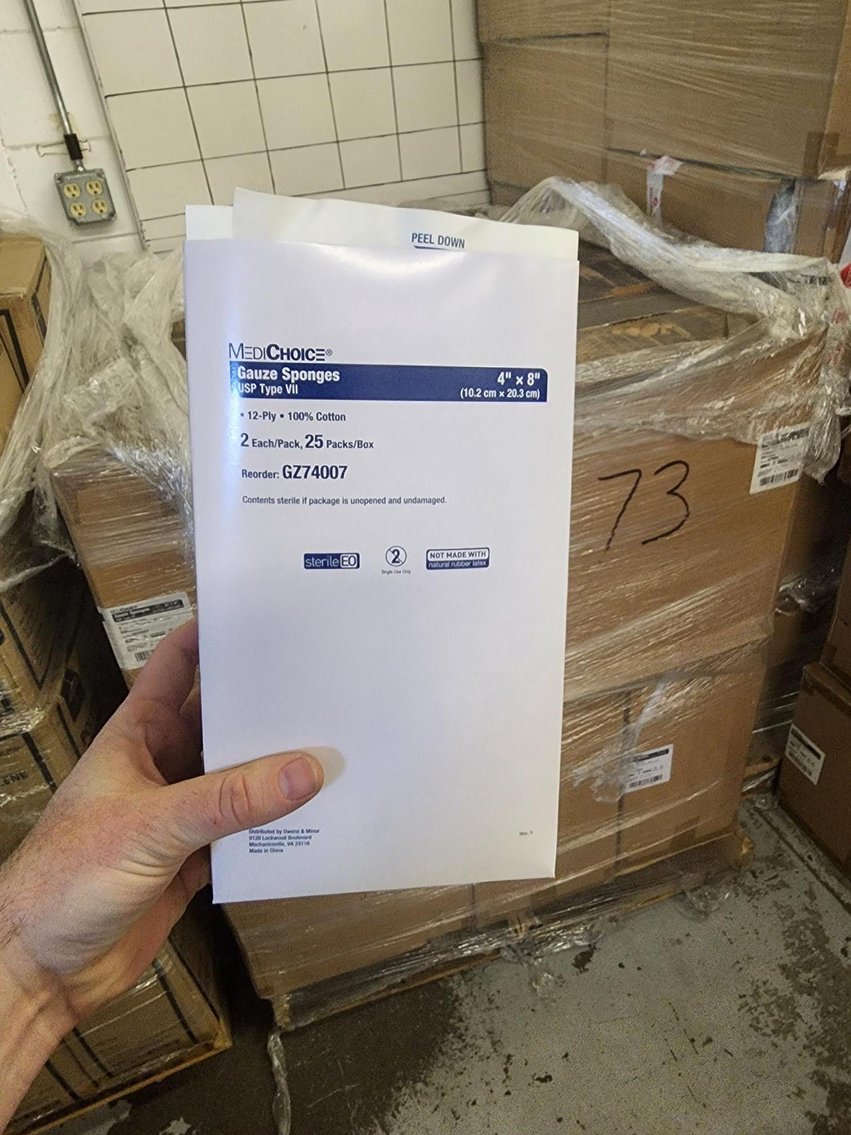 PEEL DOWN
MEDICHOICE®
Gauze Sponges
USP Type VII
4" x 8"
(10.2 cm x 20.3 cm)
• 12-Ply • 100% Cotton
2 Each/Pack, 25 Packs/Box
Reorder: GZ74007
Contents sterile if package is unopened and undamaged.
sterile EO
2
Single Use Only
NOT MADE WITH
natural rubber latex
Distributed by Owens & Minor
9120 Lockwood Boulevard
Mechanicsville, VA 23116
Made in China
73
Gauze Sponges